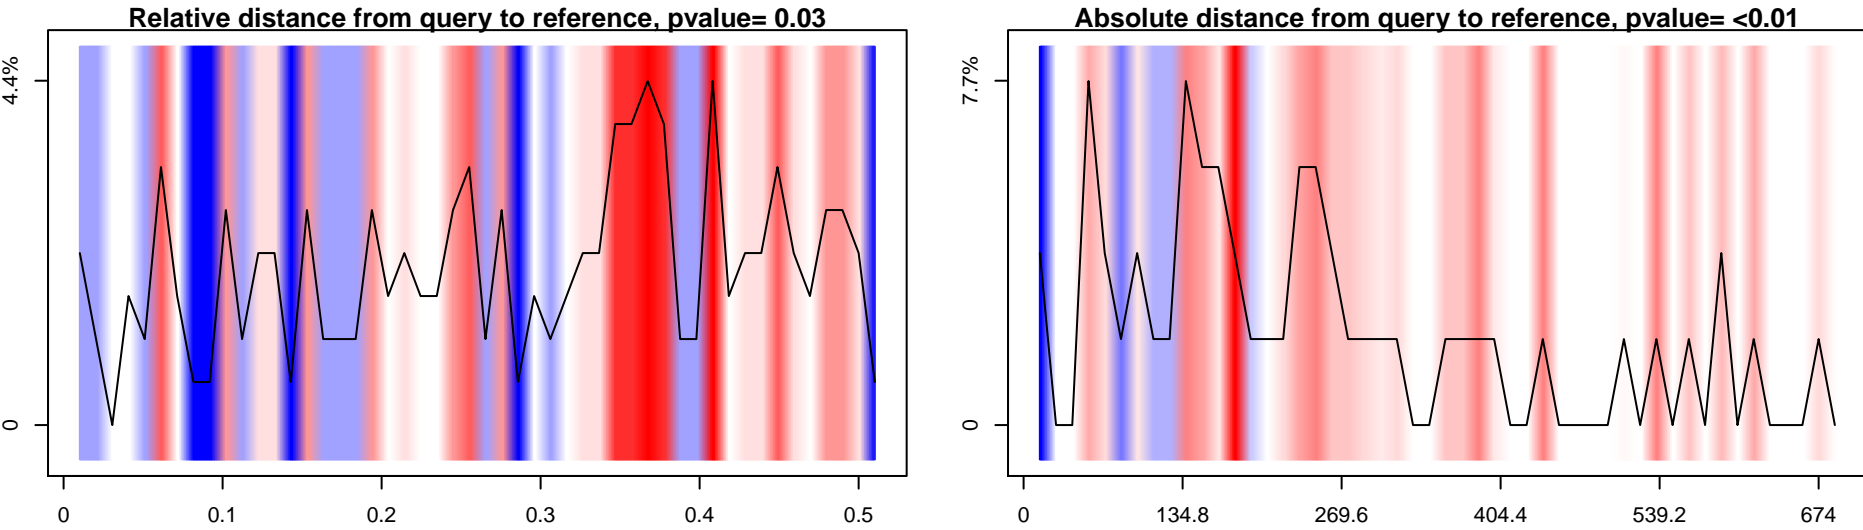 Relative distance from query to reference, pvalue= 0.03
4.4%
0
0 0.1 0.2 0.3 0.4 0.5
Absolute distance from query to reference, pvalue= <0.01
7.7%
0
0 134.8 269.6 404.4 539.2 674